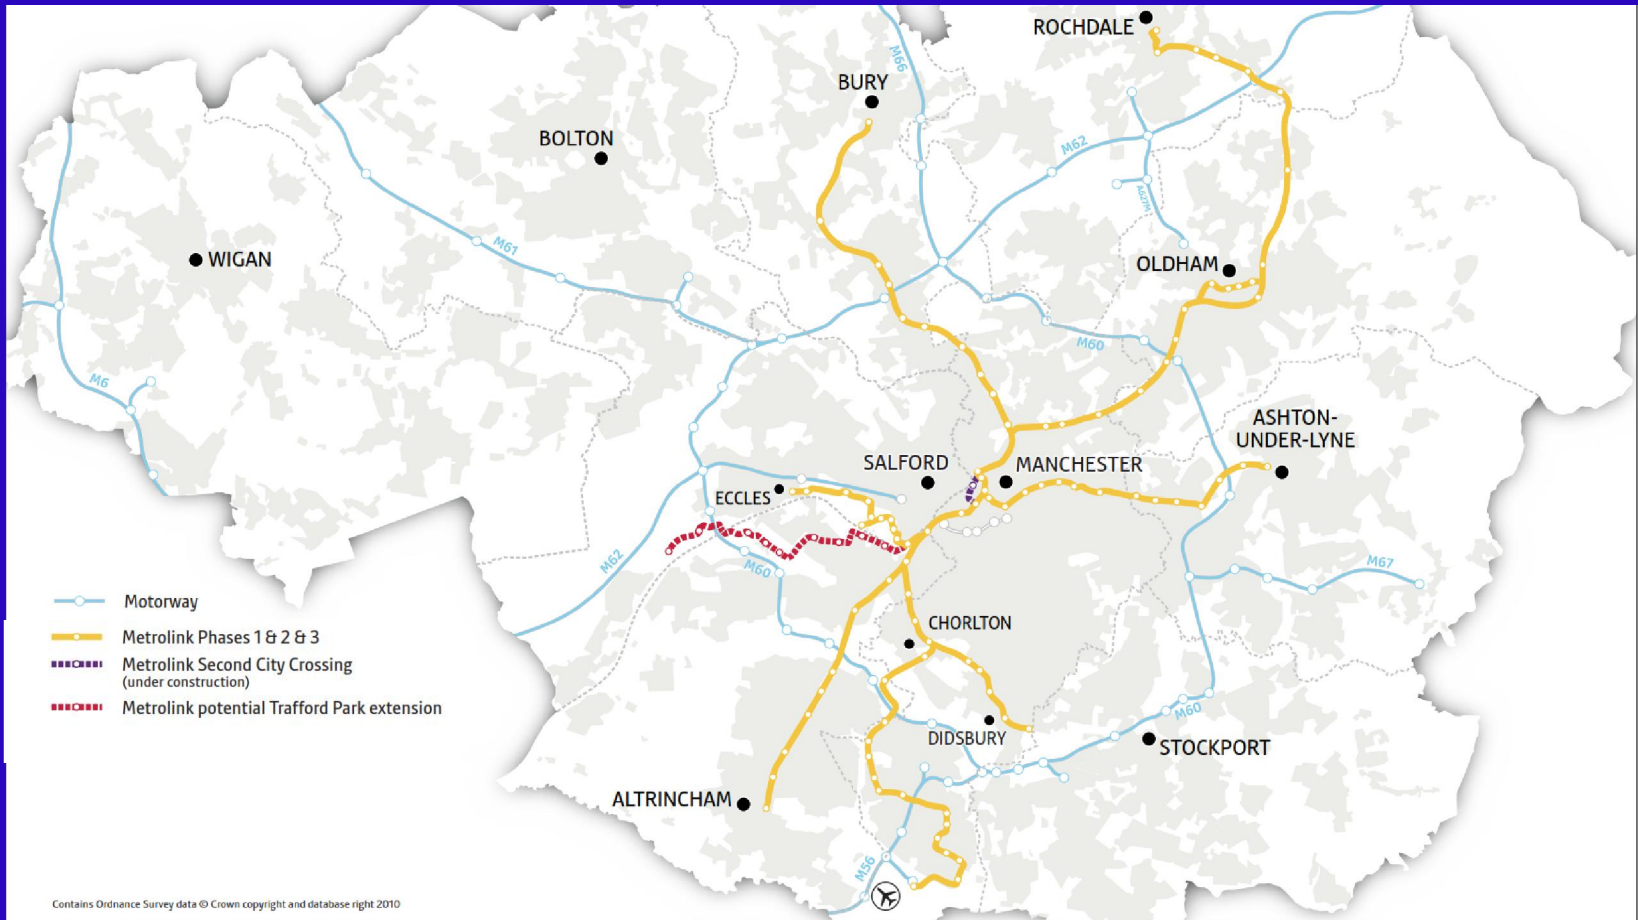 ROCHDALE
M66
BURY
BOLTON
M62
A627M
M61
WIGAN
OLDHAM
M60
M6
ASHTON-
UNDER-LYNE
SALFORD
MANCHESTER
ECCLES
M62
M60
M67
Motorway
CHORLTON
Metrolink Phases 1 & 2 & 3
Metrolink Second City Crossing
(under construction)
Metrolink potential Trafford Park extension
M60
DIDSBURY
STOCKPORT
ALTRINCHAM
M56
Contains Ordnance Survey data © Crown copyright and database right 2010